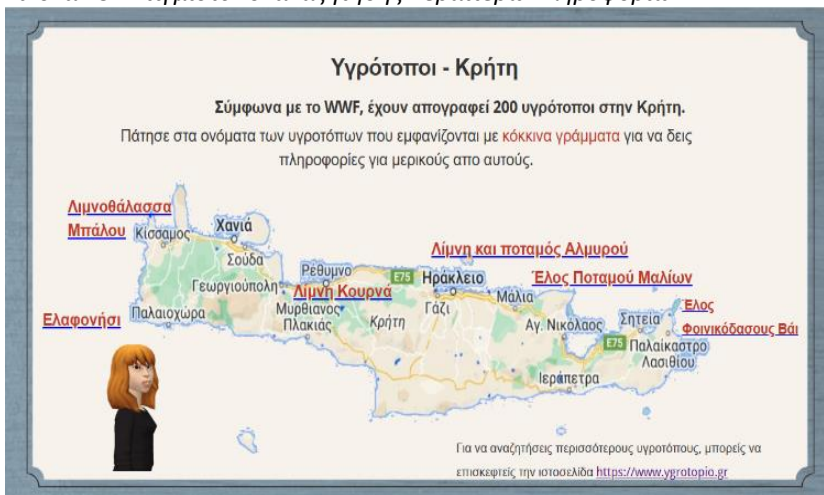 Υγρότοποι - Κρήτη
Σύμφωνα με το WWF, έχουν απογραφεί 200 υγρότοποι στην Κρήτη.
Πάτησε στα ονόματα των υγροτόπων που εμφανίζονται με κόκκινα γράμματα για να δεις
πληροφορίες για μερικούς απο αυτούς.
Λιμνοθάλασσα
Μπάλου
Κίσσαμος
Χανιά
Σούδα
Λίμνη και ποταμός Αλμυρού
Ρέθυμνο
E75
Ηράκλειο
Έλος Ποταμού Μαλίων
Γεωργιούπολη
Λίμνη Κουρνά
Μάλια
Έλος
Ελαφονήσι
Παλαιοχώρα
Μυρθιανος
Πλακιάς
Κρήτη
Γάζι
Αγ. Νικόλαος
Σητεία
Φοινικόδασους Βάι
E75
Παλαίκαστρο
Λασιθίου
Ιεράπετρα
Για να αναζητήσεις περισσότερους υγροτόπους, μπορείς να
επισκεφτείς την ιστοσελίδα https://www.ygrotopio.gr